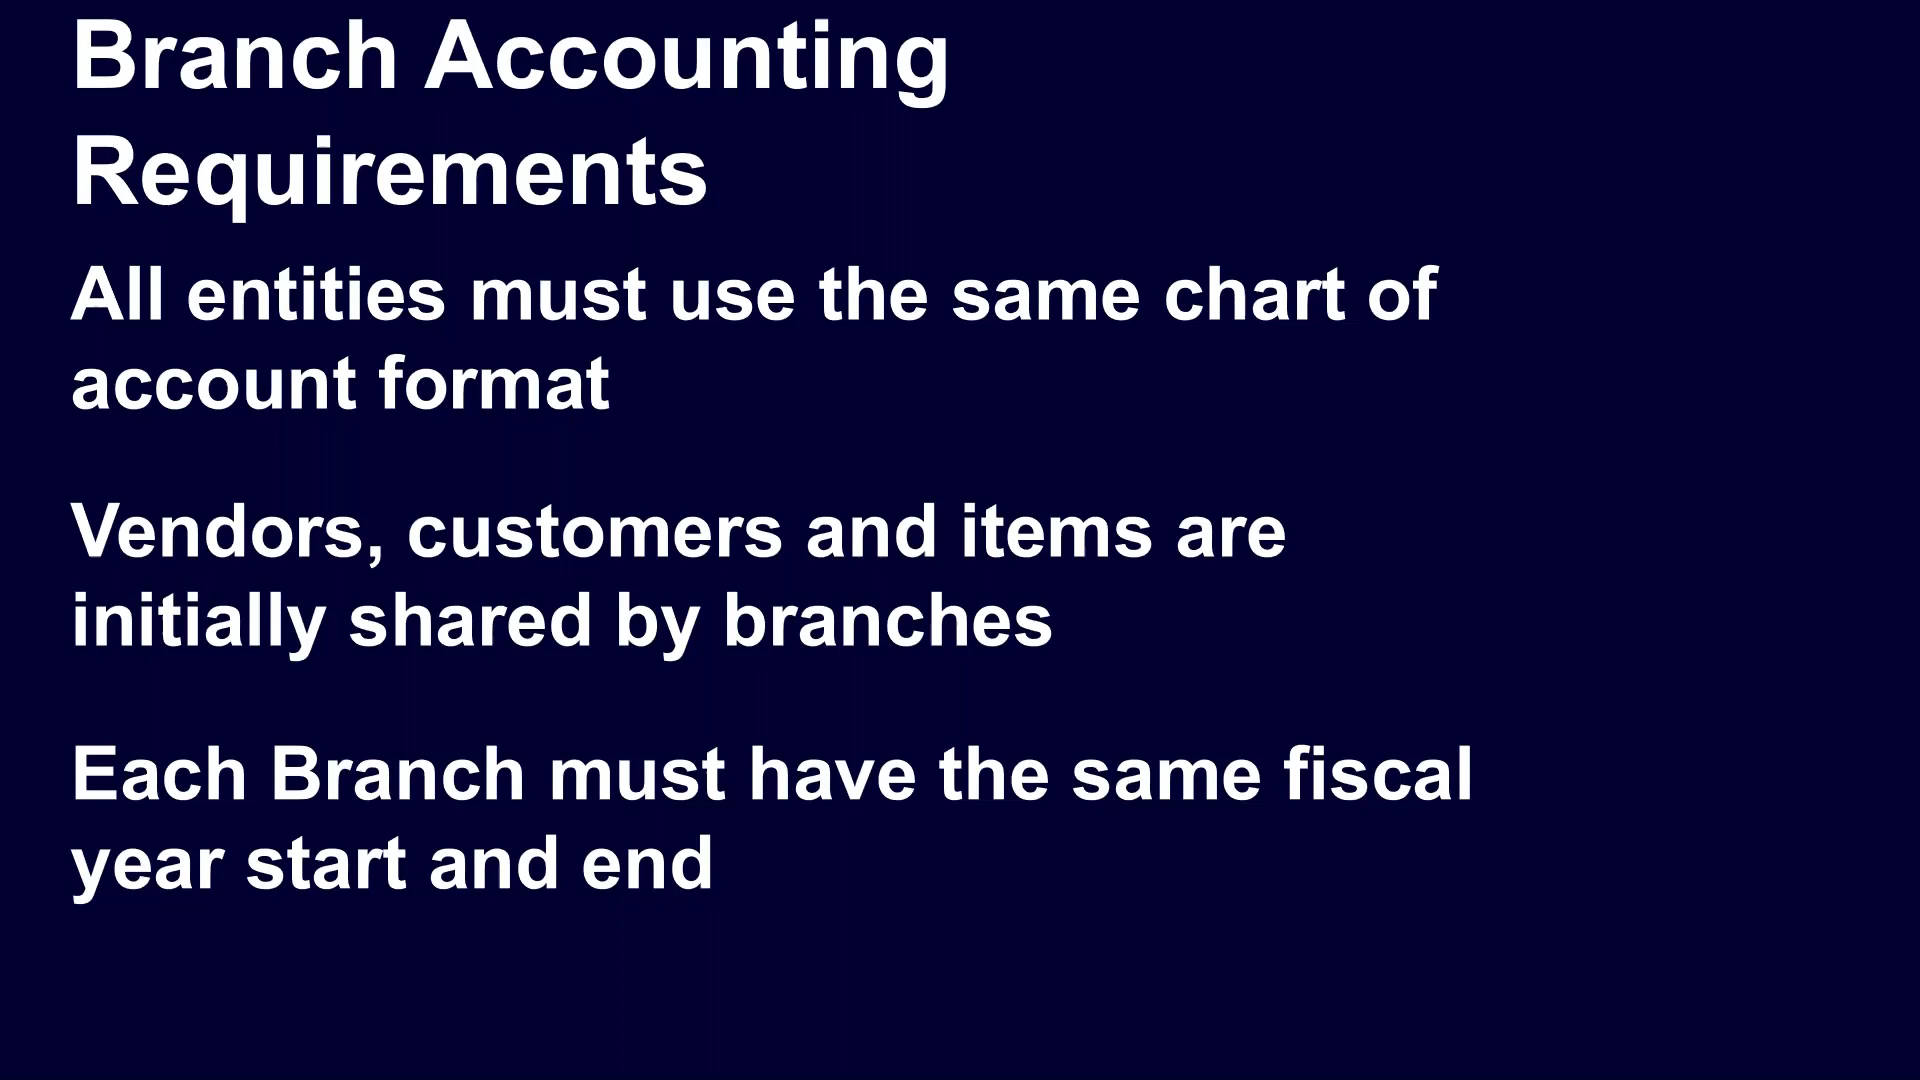 Branch Accounting
Requirements
All entities must use the same chart of
account format
Vendors, customers and items are
initially shared by branches
Each Branch must have the same fiscal
year start and end